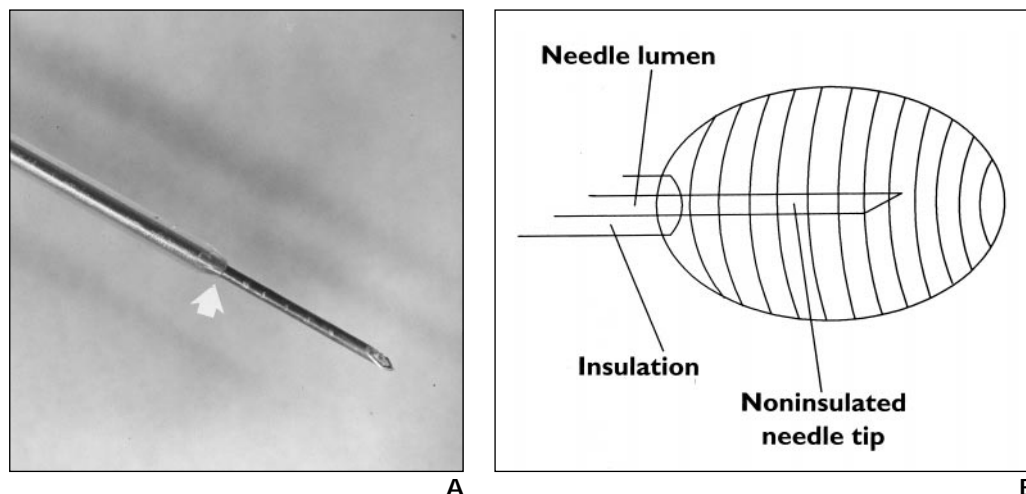 Needle lumen
Insulation
Noninsulated
needle tip
A
B